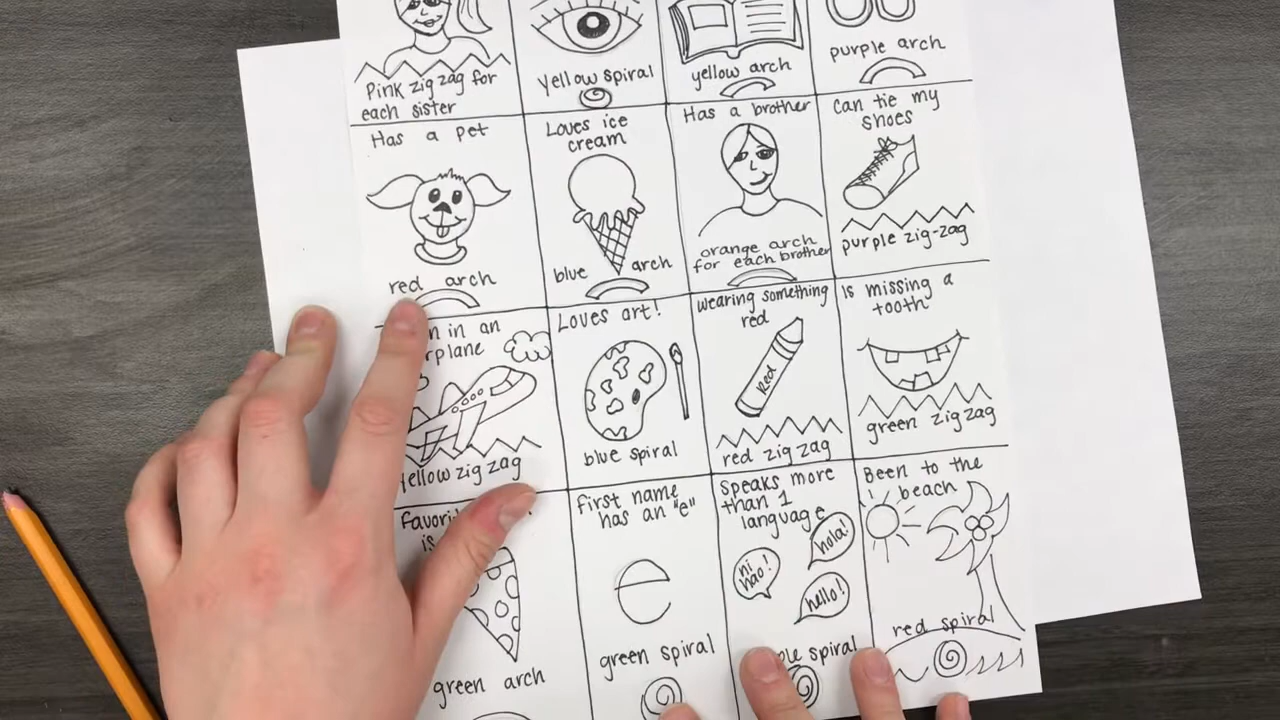 Pink zig zag for
each sister
Yellow spiral
yellow arch
purple arch
Has a pet
red arch
Loves ice
cream
blue arch
Has a brother
orange arch
for each brother
Can tie my
shoes
purple zig-zag
in an
yellow zig zag
Loves art!
blue spiral
Wearing something
red
Red
red zig zag
Is missing a
tooth
green zig zag
is
green arch
First name
has an "e"
e
green spiral
Speaks more
than 1
language
hola!
hi
hao!
hello!
spiral
Been to the
beach
red spiral